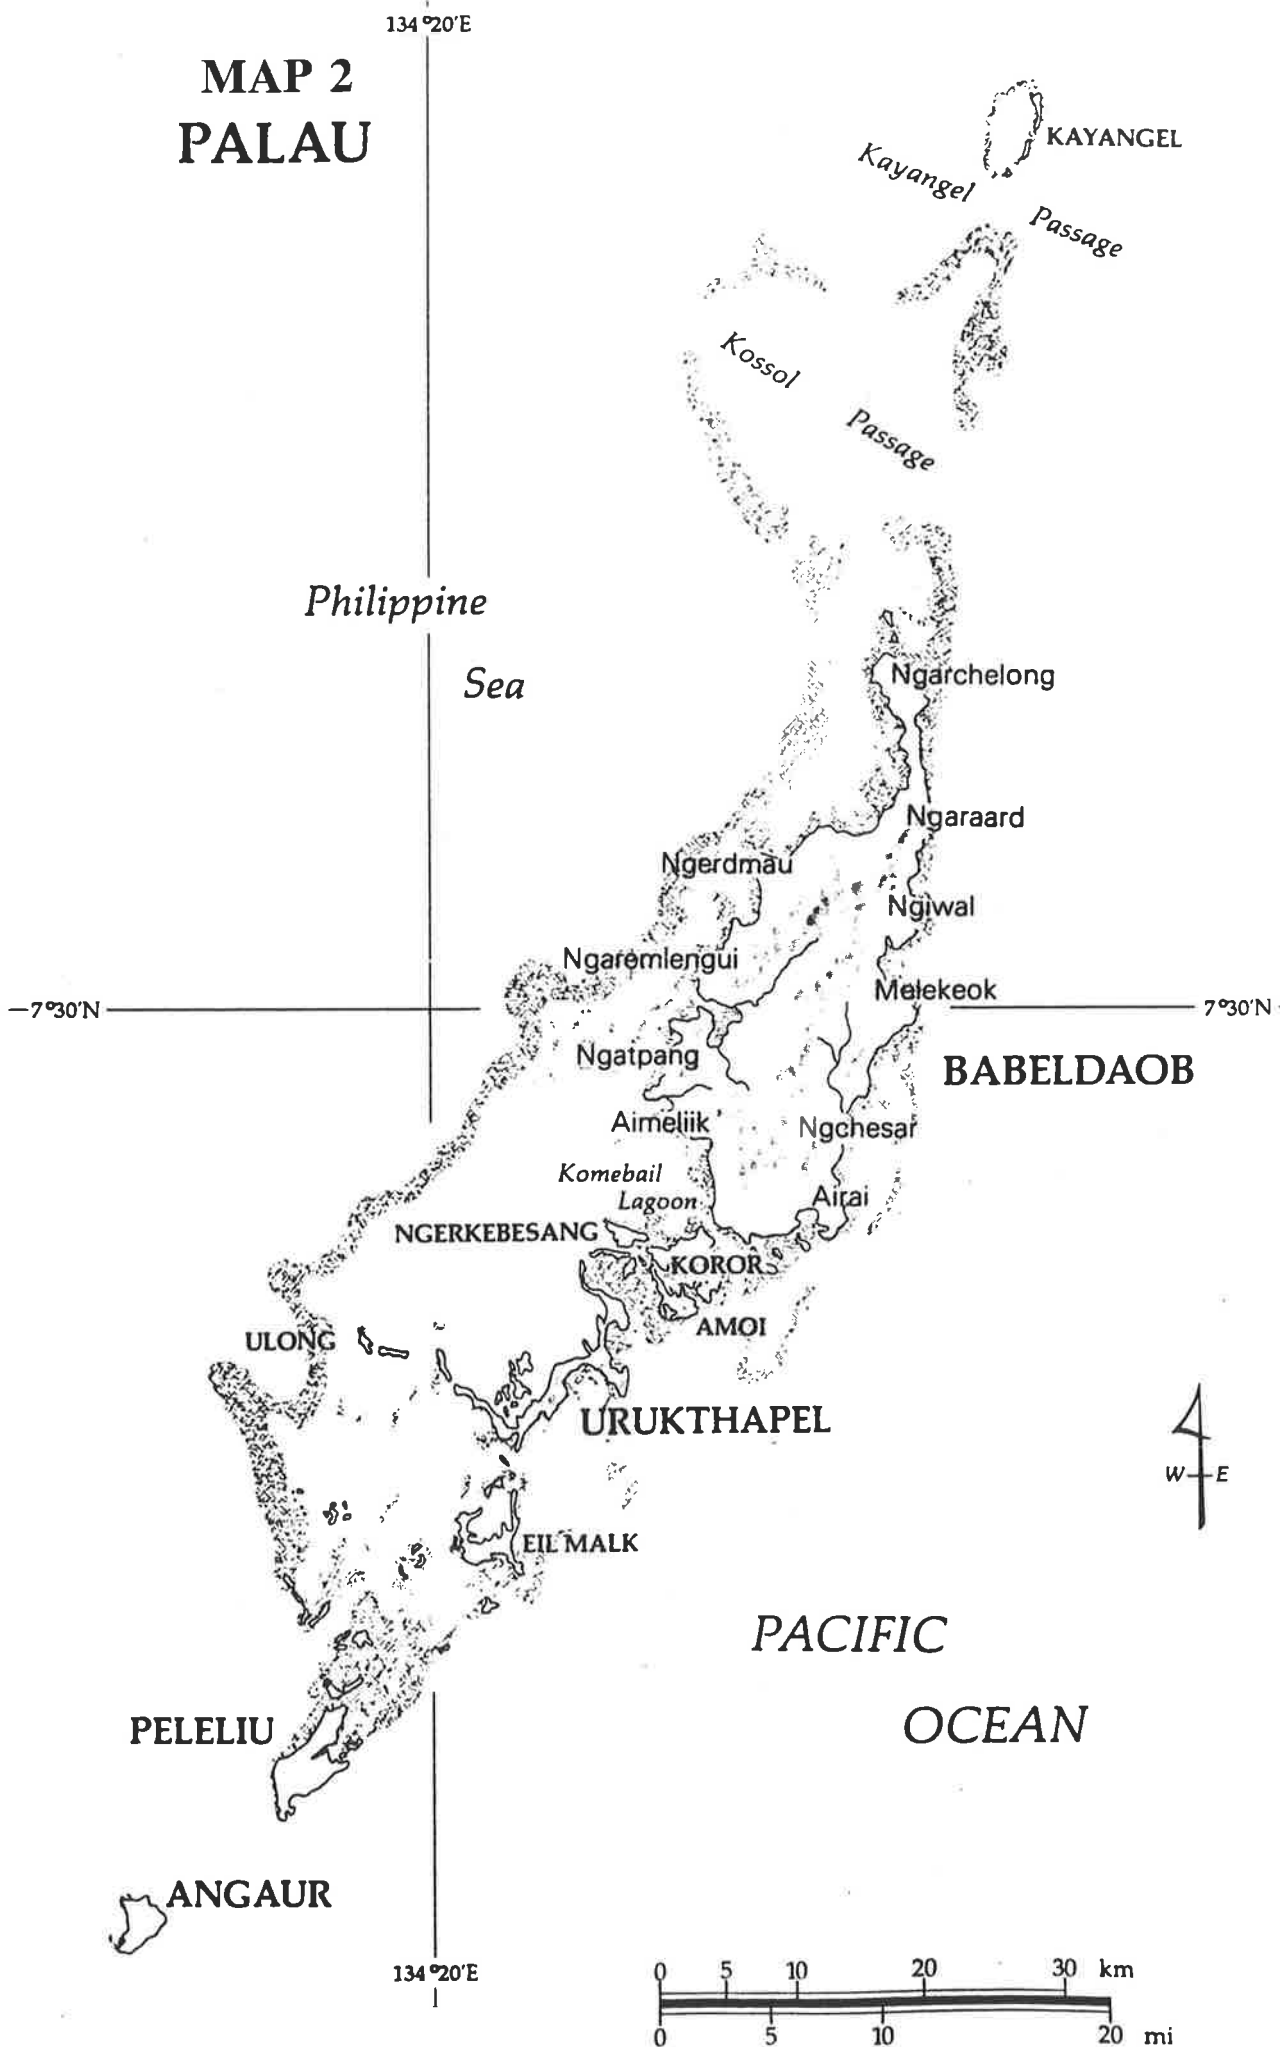 134°20'E
MAP 2
PALAU
KAYANGEL
Kayangel
Passage
Kossol
Passage
Philippine
Sea
Ngarchelong
Ngaraard
Ngerdmau
Ngiwal
Ngaremlengui
Melekeok
7°30'N
7°30'N
Ngatpang
BABELDAOB
Aimeliik
Ngchesar
Komebail
Lagoon
Airai
NGERKEBESANG
KOROR
AMOI
ULONG
URUKTHAPEL
W E
EIL MALK
PACIFIC
OCEAN
PELELIU
ANGAUR
134°20'E
0 5 10 20 30 km
0 5 10 20 mi